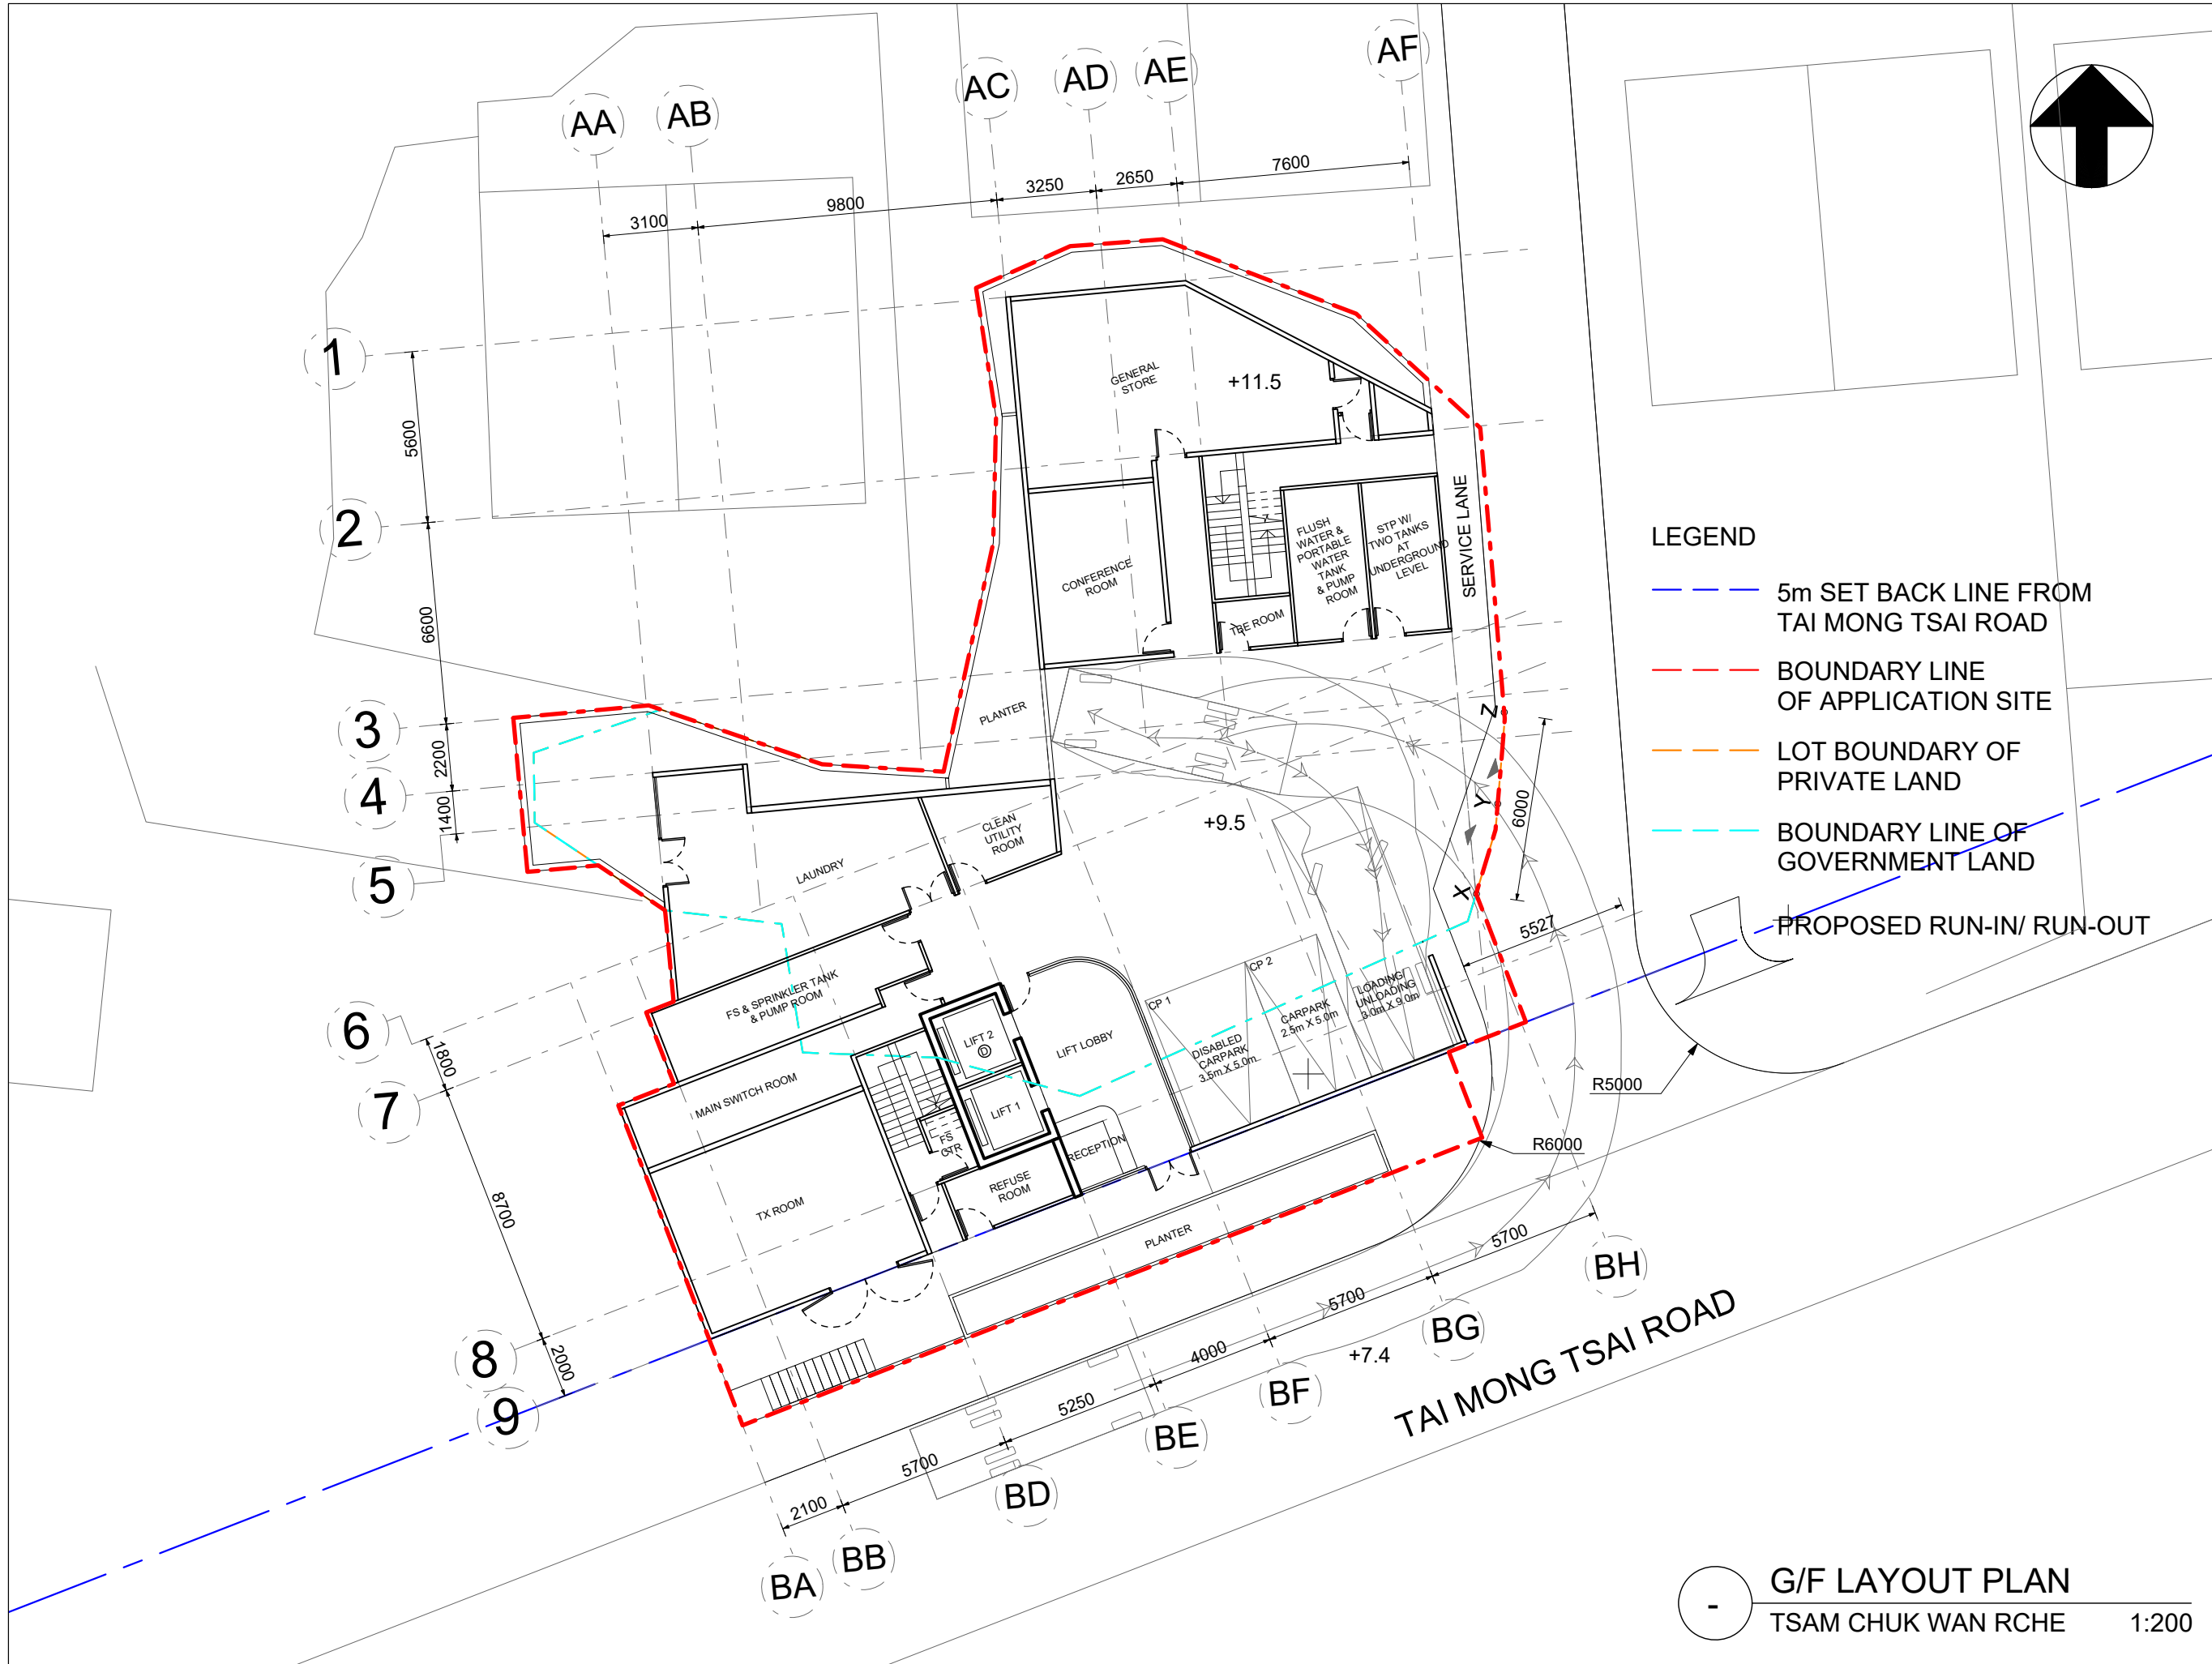 AA
AB
AC
AD
AE
AF
3100
9800
3250
2650
7600
1
2
3
4
5
6
7
8
9
5600
6600
2200
1400
1800
8700
2000
GENERAL
STORE
+11.5
CONFERENCE
ROOM
FLUSH
WATER &
PORTABLE
WATER
TANK
& PUMP
ROOM
STP W/
TWO TANKS
AT
UNDERGROUND
LEVEL
TBE ROOM
SERVICE LANE
PLANTER
Z
Y
X
6000
+9.5
CLEAN
UTILITY
ROOM
LAUNDRY
FS & SPRINKLER TANK
& PUMP ROOM
MAIN SWITCH ROOM
TX ROOM
LIFT 2
D
LIFT 1
LIFT LOBBY
FS
CTR
REFUSE
ROOM
RECEPTION
CP 1
CP 2
DISABLED
CARPARK
3.5m X 5.0m
CARPARK
2.5m X 5.0m
LOADING/
UNLOADING
3.0m X 9.0m
5527
R5000
R6000
PLANTER
2100
5700
5250
4000
5700
5700
BA
BB
BD
BE
BF
BG
BH
+7.4
TAI MONG TSAI ROAD
LEGEND
5m SET BACK LINE FROM
TAI MONG TSAI ROAD
BOUNDARY LINE
OF APPLICATION SITE
LOT BOUNDARY OF
PRIVATE LAND
BOUNDARY LINE OF
GOVERNMENT LAND
PROPOSED RUN-IN/ RUN-OUT
-
G/F LAYOUT PLAN
TSAM CHUK WAN RCHE 1:200